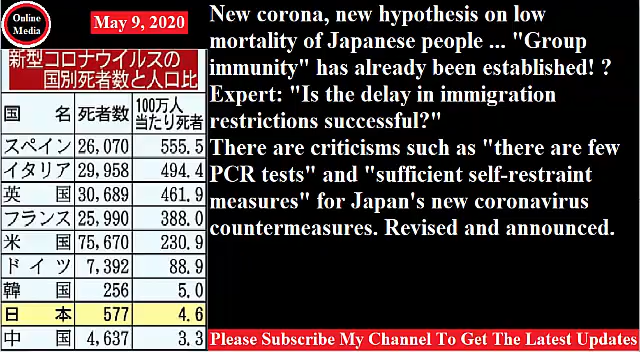 Online
Media
May 9, 2020
新型コロナウイルスの
国別死者数と人口比
国 名 死者数 100万人
当たり死者
スペイン 26,070 555.5
イタリア 29,958 494.4
英 国 30,689 461.9
フランス 25,990 388.0
米 国 75,670 230.9
ドイツ 7,392 88.9
韓 国 256 5.0
日 本 577 4.6
中 国 4,637 3.3
New corona, new hypothesis on low
mortality of Japanese people ... "Group
immunity" has already been established! ?
Expert: "Is the delay in immigration
restrictions successful?"
There are criticisms such as "there are few
PCR tests" and "sufficient self-restraint
measures" for Japan's new coronavirus
countermeasures. Revised and announced.
Please Subscribe My Channel To Get The Latest Updates